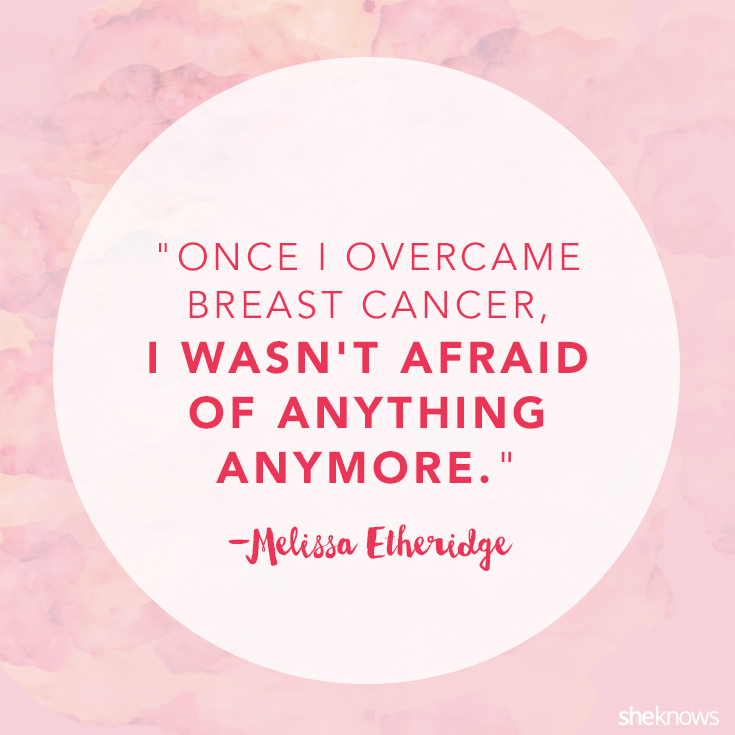 "ONCE I OVERCAME
BREAST CANCER,
I WASN'T AFRAID
OF ANYTHING
ANYMORE."
-Melissa Etheridge
sheknows